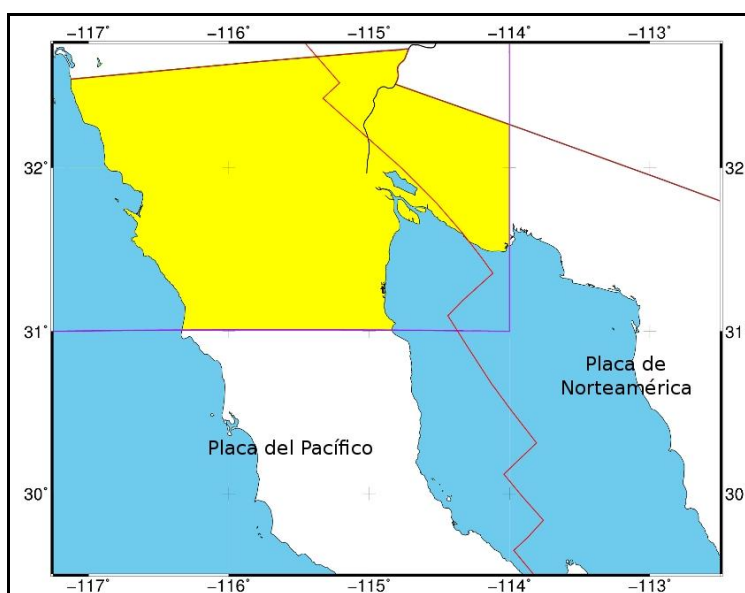 -117˚ -116˚ -115˚ -114˚ -113˚
32˚ 32˚
31˚ 31˚
Placa de
Norteamérica
Placa del Pacífico
30˚ 30˚
-117˚ -116˚ -115˚ -114˚ -113˚